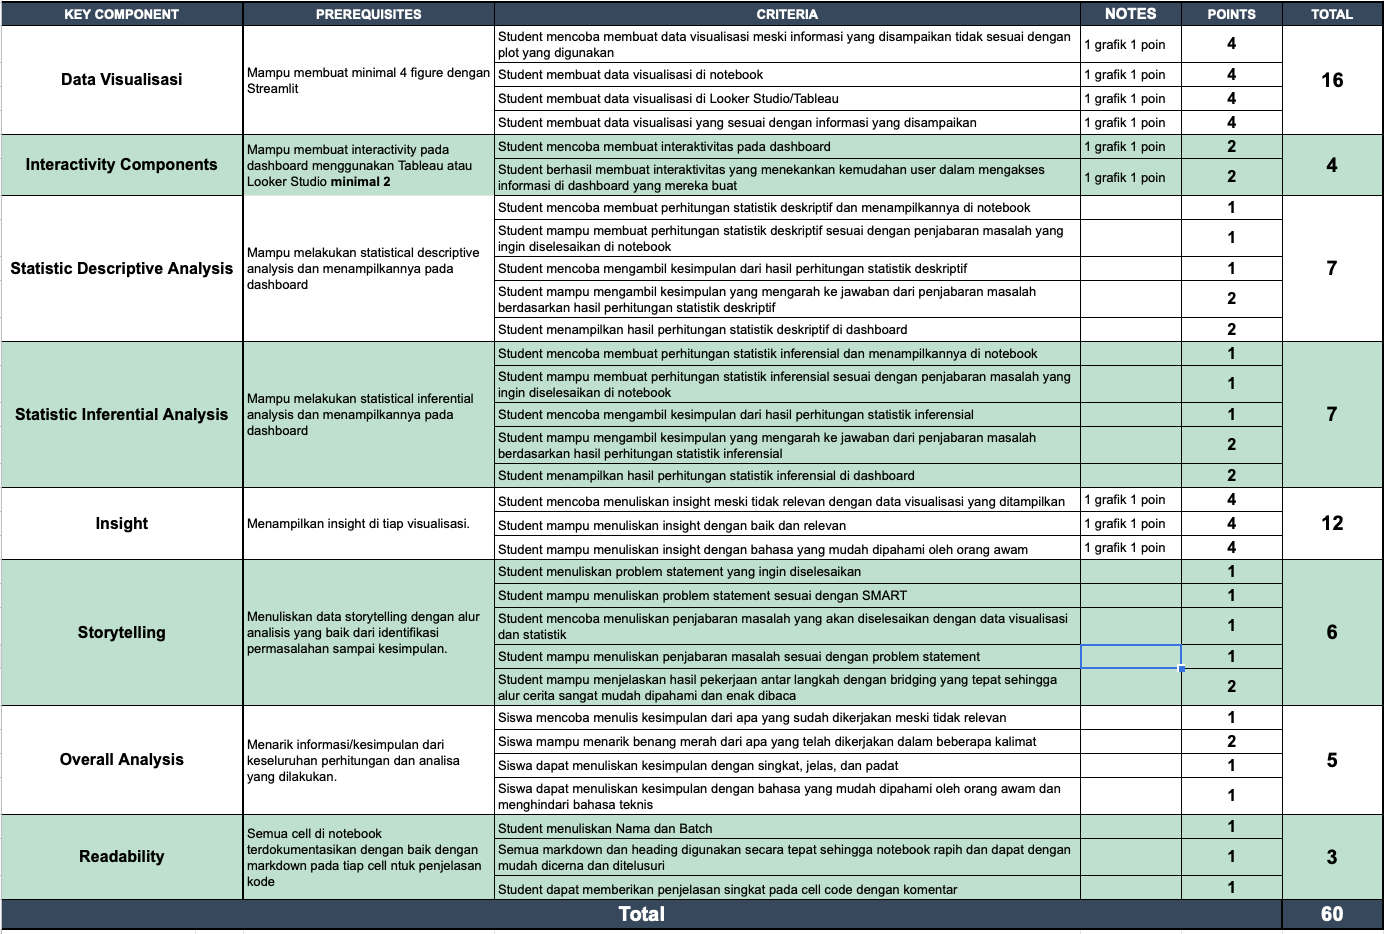 KEY COMPONENT PREREQUISITES CRITERIA NOTES POINTS TOTAL
Data Visualisasi
Mampu membuat minimal 4 figure dengan
Streamlit
Student mencoba membuat data visualisasi meski informasi yang disampaikan tidak sesuai dengan
plot yang digunakan
1 grafik 1 poin
4
Student membuat data visualisasi di notebook
1 grafik 1 poin
4
Student membuat data visualisasi di Looker Studio/Tableau
1 grafik 1 poin
4
Student membuat data visualisasi yang sesuai dengan informasi yang disampaikan
1 grafik 1 poin
4
16
Interactivity Components
Mampu membuat interactivity pada
dashboard menggunakan Tableau atau
Looker Studio minimal 2
Student mencoba membuat interaktivitas pada dashboard
1 grafik 1 poin
2
Student berhasil membuat interaktivitas yang menekankan kemudahan user dalam mengakses
informasi di dashboard yang mereka buat
1 grafik 1 poin
2
4
Statistic Descriptive Analysis
Mampu melakukan statistical descriptive
analysis dan menampilkannya pada
dashboard
Student mencoba membuat perhitungan statistik deskriptif dan menampilkannya di notebook
1
Student mampu membuat perhitungan statistik deskriptif sesuai dengan penjabaran masalah yang
ingin diselesaikan di notebook
1
Student mencoba mengambil kesimpulan dari hasil perhitungan statistik deskriptif
1
Student mampu mengambil kesimpulan yang mengarah ke jawaban dari penjabaran masalah
berdasarkan hasil perhitungan statistik deskriptif
2
Student menampilkan hasil perhitungan statistik deskriptif di dashboard
2
7
Statistic Inferential Analysis
Mampu melakukan statistical inferential
analysis dan menampilkannya pada
dashboard
Student mencoba membuat perhitungan statistik inferensial dan menampilkannya di notebook
1
Student mampu membuat perhitungan statistik inferensial sesuai dengan penjabaran masalah yang
ingin diselesaikan di notebook
1
Student mencoba mengambil kesimpulan dari hasil perhitungan statistik inferensial
1
Student mampu mengambil kesimpulan yang mengarah ke jawaban dari penjabaran masalah
berdasarkan hasil perhitungan statistik inferensial
2
Student menampilkan hasil perhitungan statistik inferensial di dashboard
2
7
Insight
Menampilkan insight di tiap visualisasi.
Student mencoba menuliskan insight meski tidak relevan dengan data visualisasi yang ditampilkan
1 grafik 1 poin
4
Student mampu menuliskan insight dengan baik dan relevan
1 grafik 1 poin
4
Student mampu menuliskan insight dengan bahasa yang mudah dipahami oleh orang awam
1 grafik 1 poin
4
12
Storytelling
Menuliskan data storytelling dengan alur
analisis yang baik dari identifikasi
permasalahan sampai kesimpulan.
Student menuliskan problem statement yang ingin diselesaikan
1
Student mampu menuliskan problem statement sesuai dengan SMART
1
Student mencoba menuliskan penjabaran masalah yang akan diselesaikan dengan data visualisasi
dan statistik
1
Student mampu menuliskan penjabaran masalah sesuai dengan problem statement
1
Student mampu menjelaskan hasil pekerjaan antar langkah dengan bridging yang tepat sehingga
alur cerita sangat mudah dipahami dan enak dibaca
2
6
Overall Analysis
Menarik informasi/kesimpulan dari
keseluruhan perhitungan dan analisa
yang dilakukan.
Siswa mencoba menulis kesimpulan dari apa yang sudah dikerjakan meski tidak relevan
1
Siswa mampu menarik benang merah dari apa yang telah dikerjakan dalam beberapa kalimat
2
Siswa dapat menuliskan kesimpulan dengan singkat, jelas, dan padat
1
Siswa dapat menuliskan kesimpulan dengan bahasa yang mudah dipahami oleh orang awam dan
menghindari bahasa teknis
1
5
Readability
Semua cell di notebook
terdokumentasikan dengan baik dengan
markdown pada tiap cell ntuk penjelasan
kode
Student menuliskan Nama dan Batch
1
Semua markdown dan heading digunakan secara tepat sehingga notebook rapih dan dapat dengan
mudah dicerna dan ditelusuri
1
Student dapat memberikan penjelasan singkat pada cell code dengan komentar
1
3
Total 60